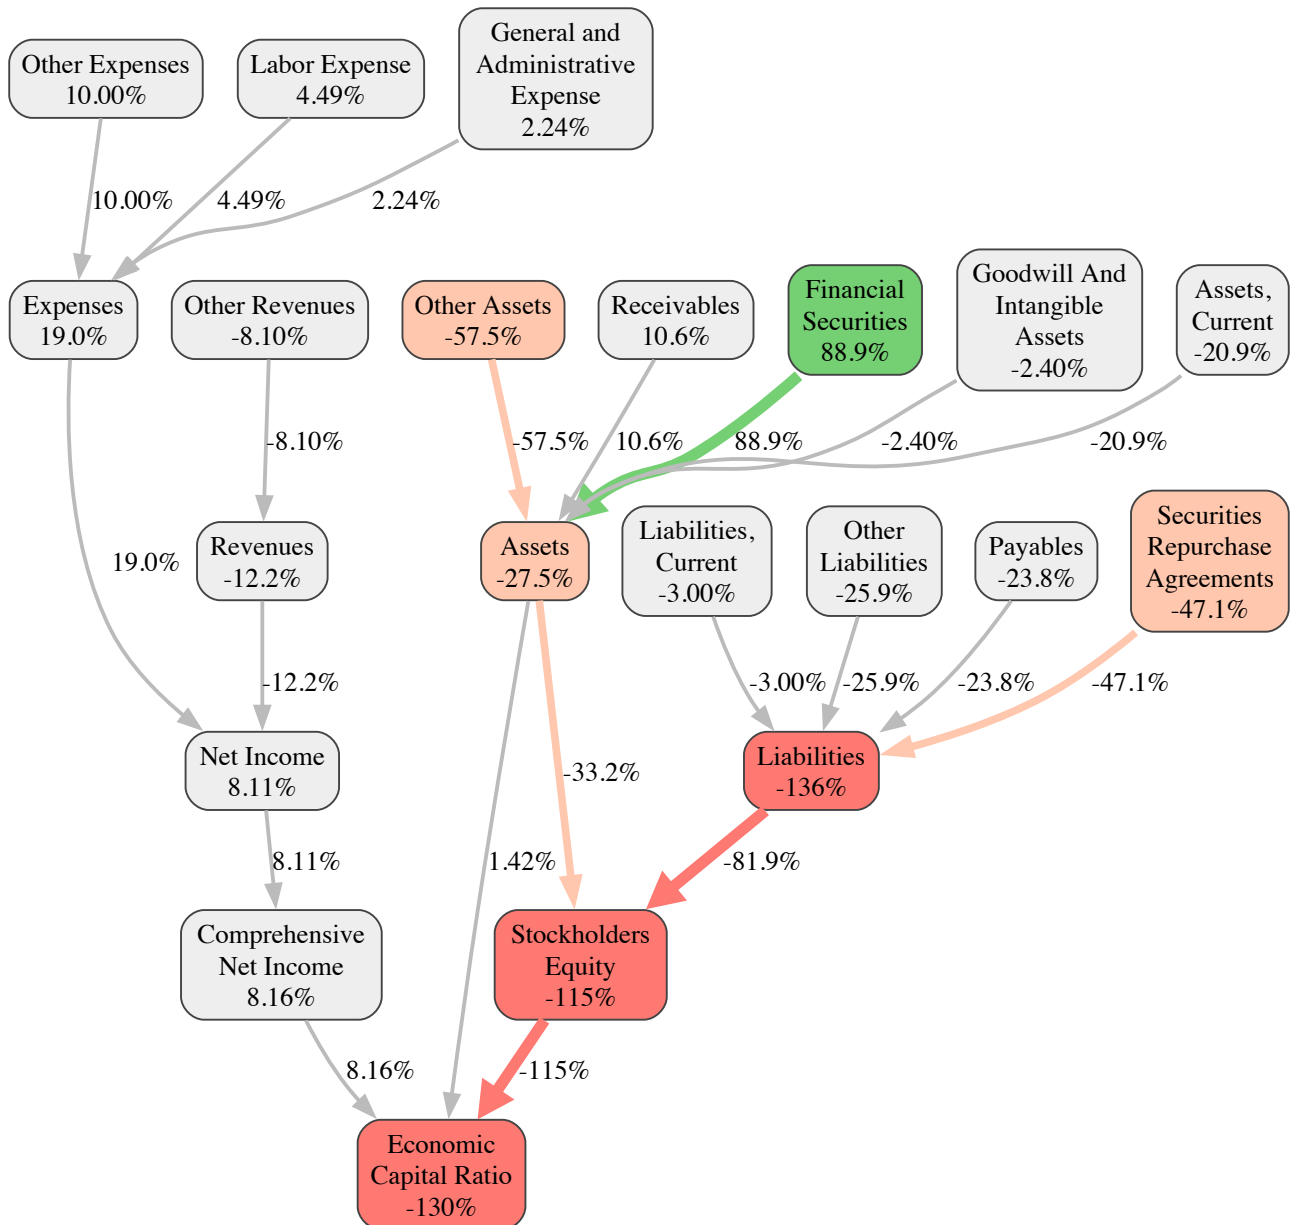 Other Expenses
10.00%
Labor Expense
4.49%
General and
Administrative
Expense
2.24%
10.00%
4.49%
2.24%
Expenses
19.0%
Other Revenues
-8.10%
Other Assets
-57.5%
Receivables
10.6%
Financial
Securities
88.9%
Goodwill And
Intangible
Assets
-2.40%
Assets,
Current
-20.9%
-8.10%
-57.5%
10.6%
88.9%
-2.40%
-20.9%
19.0%
Revenues
-12.2%
Assets
-27.5%
Liabilities,
Current
-3.00%
Other
Liabilities
-25.9%
Payables
-23.8%
Securities
Repurchase
Agreements
-47.1%
-12.2%
-3.00%
-25.9%
-23.8%
-47.1%
Net Income
8.11%
-33.2%
Liabilities
-136%
8.11%
1.42%
-81.9%
Comprehensive
Net Income
8.16%
Stockholders
Equity
-115%
8.16%
-115%
Economic
Capital Ratio
-130%